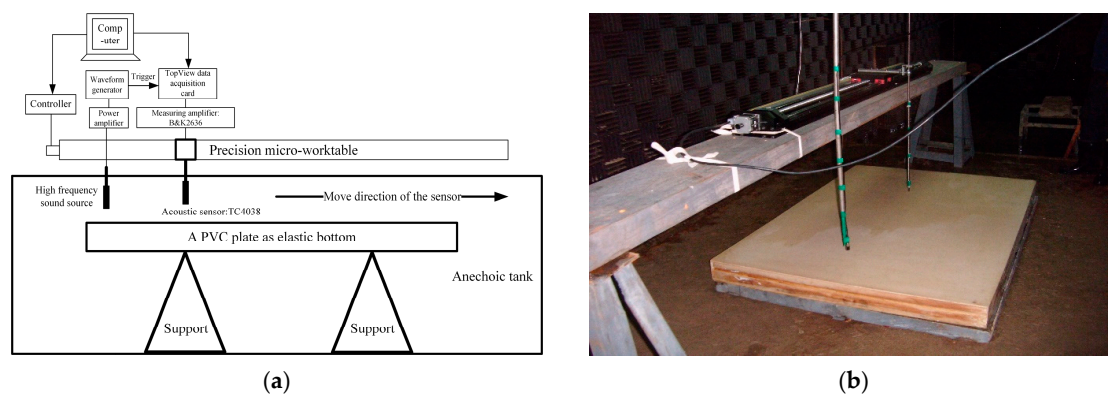 Comp
-uter
Waveform
generator
Trigger
TopView data
acquisition
card
Controller
Power
amplifier
Measuring amplifier:
B&K2636
Precision micro-worktable
High frequency
sound source
Acoustic sensor:TC4038
Move direction of the sensor
A PVC plate as elastic bottom
Anechoic tank
Support
Support
(a)
(b)